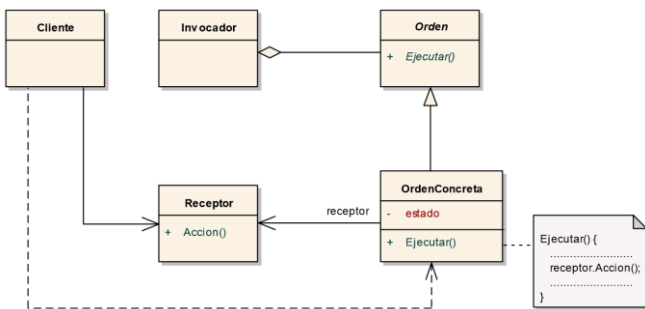 Cliente
Invocador
Orden
+ Ejecutar()
Receptor
+ Accion()
receptor
OrdenConcreta
- estado
+ Ejecutar()
Ejecutar() {
........................
receptor.Accion();
........................
}